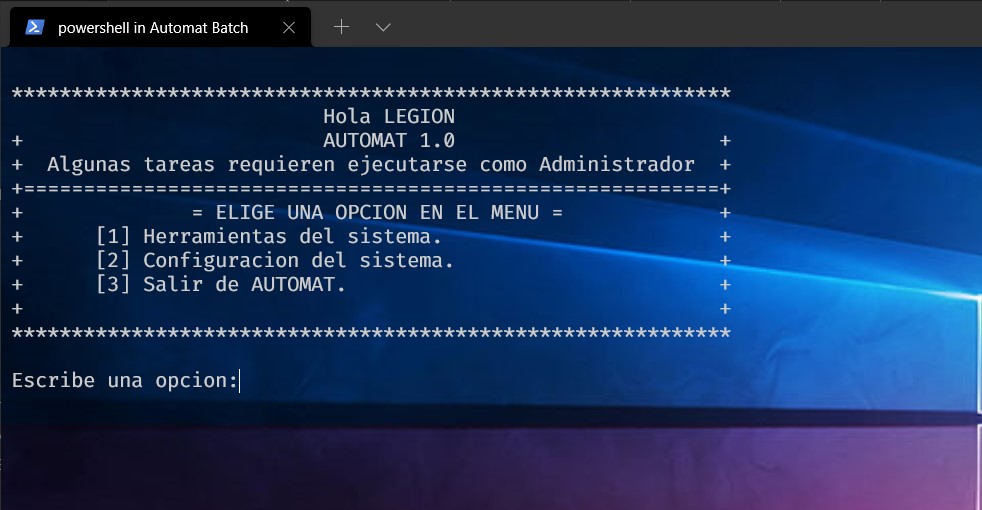 powershell in Automat Batch
************************************************************
Hola LEGION
+ AUTOMAT 1.0 +
+ Algunas tareas requieren ejecutarse como Administrador +
+==========================================================+
+ = ELIGE UNA OPCION EN EL MENU = +
+ [1] Herramientas del sistema. +
+ [2] Configuracion del sistema. +
+ [3] Salir de AUTOMAT. +
+ +
************************************************************
Escribe una opcion: